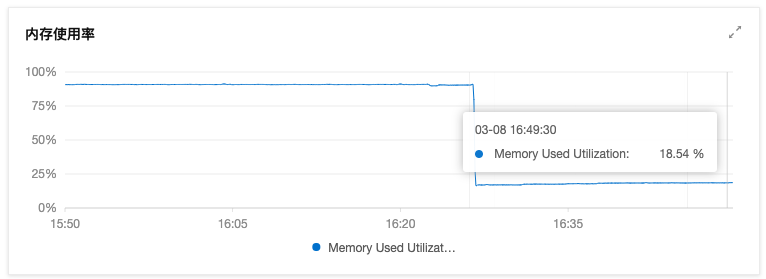 内存使用率
100%
75%
03-08 16:49:30
50%
Memory Used Utilization: 18.54 %
25%
0%
15:50 16:05 16:20 16:35
Memory Used Utilizat...